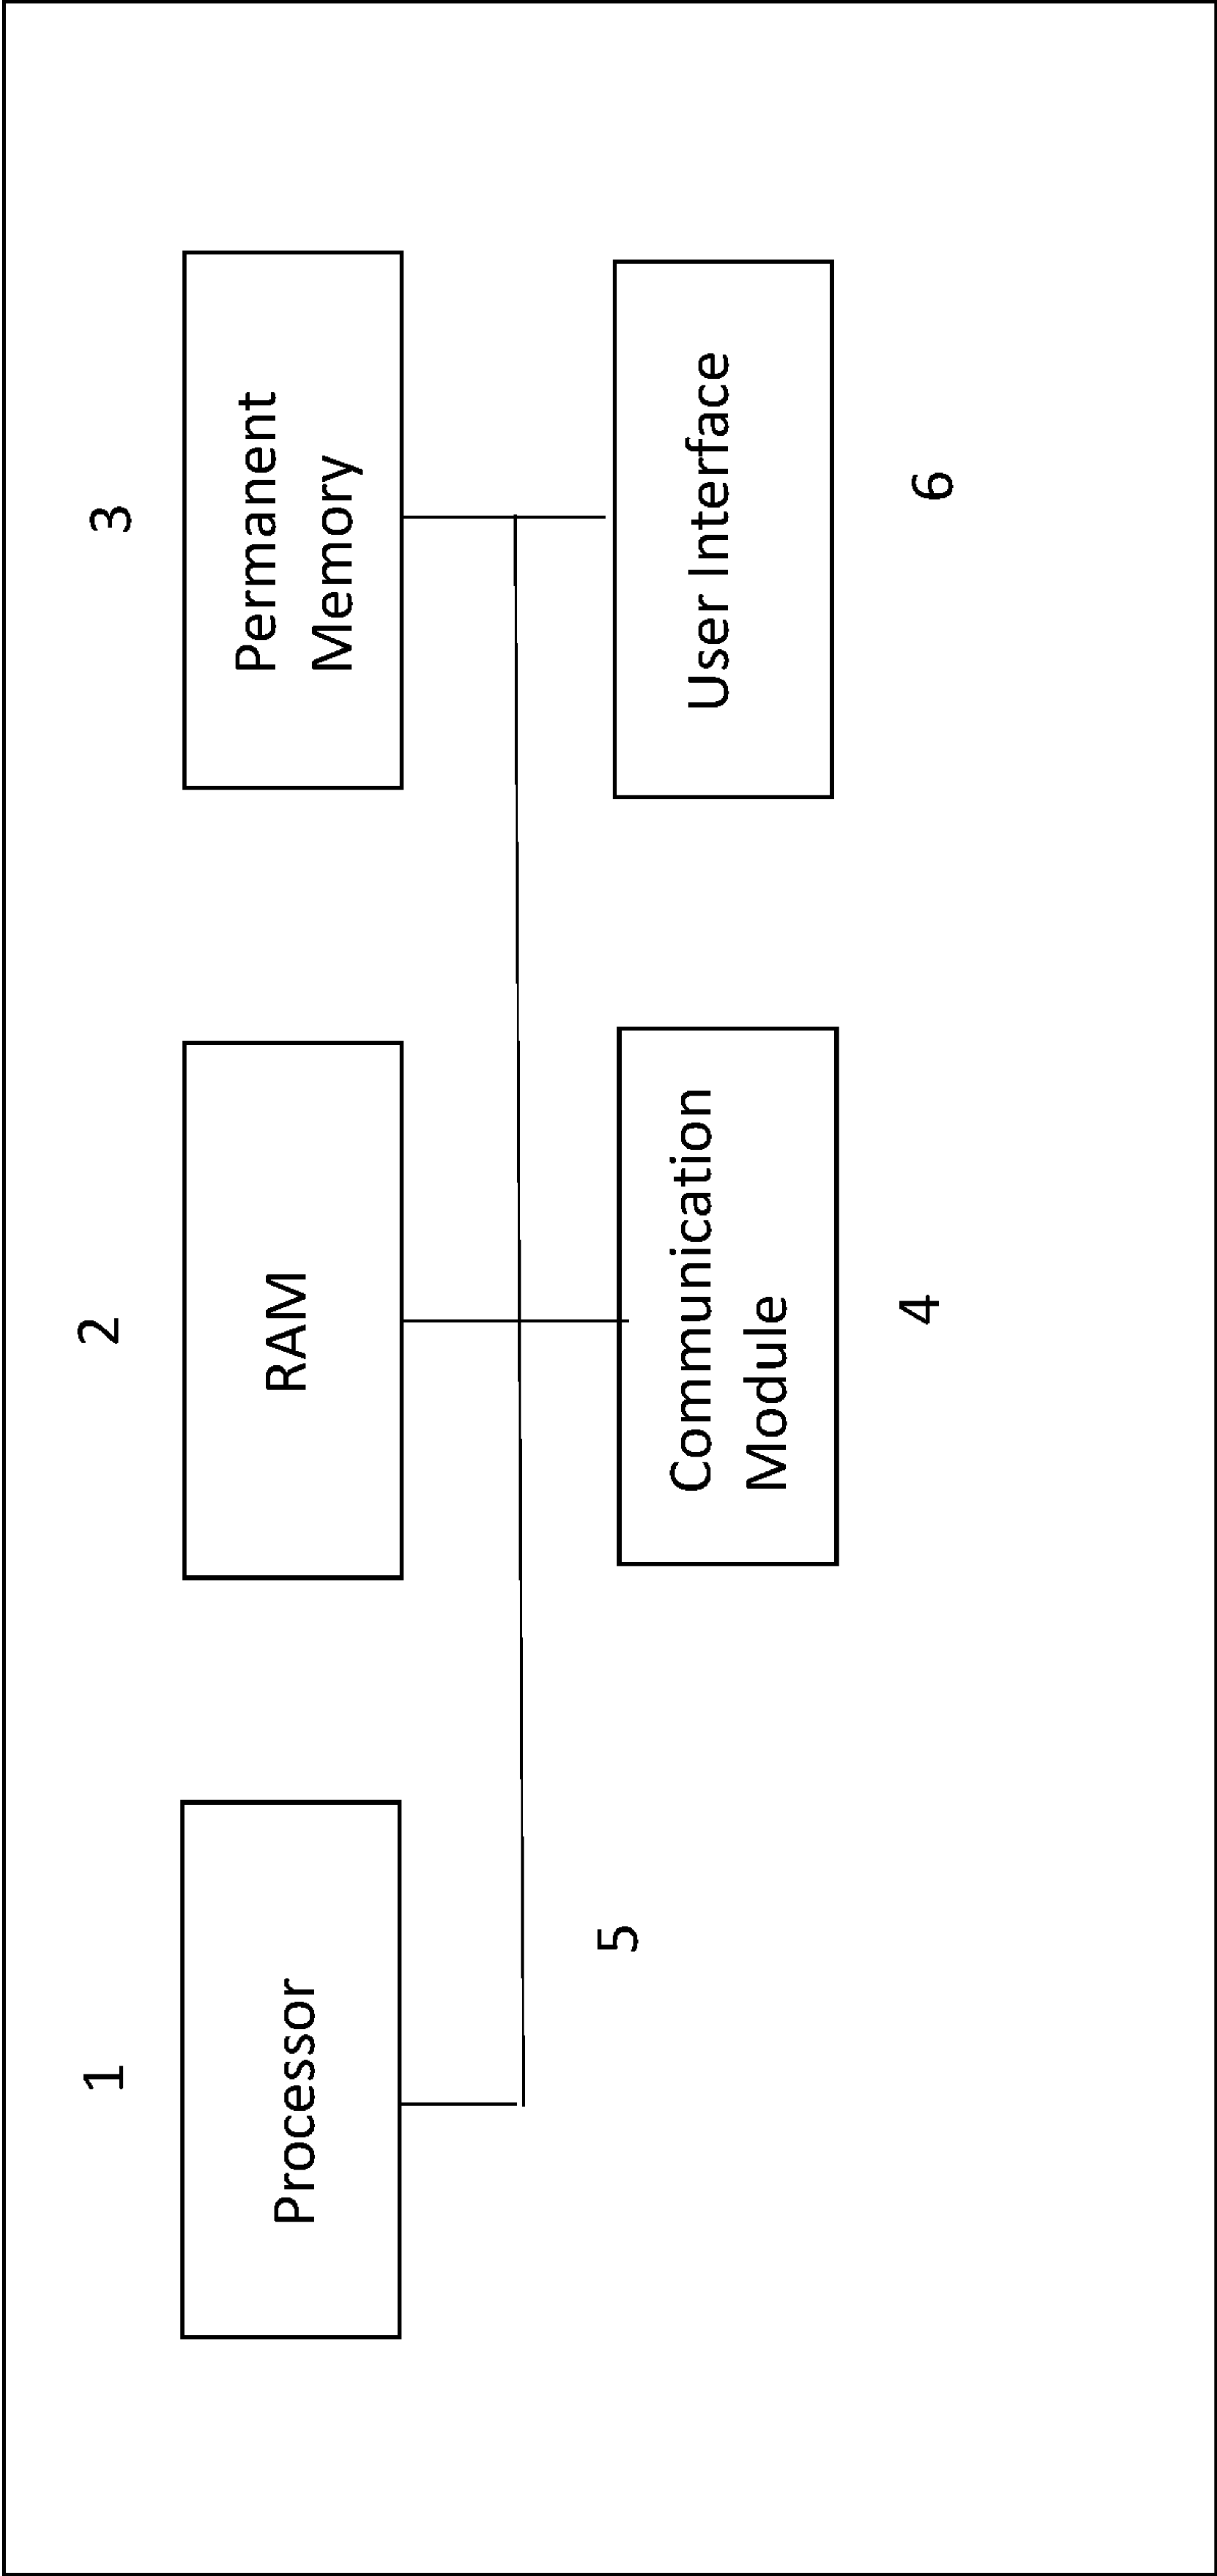 1
2
3
Processor
RAM
Permanent
Memory
5
Communication
Module
User Interface
4
6